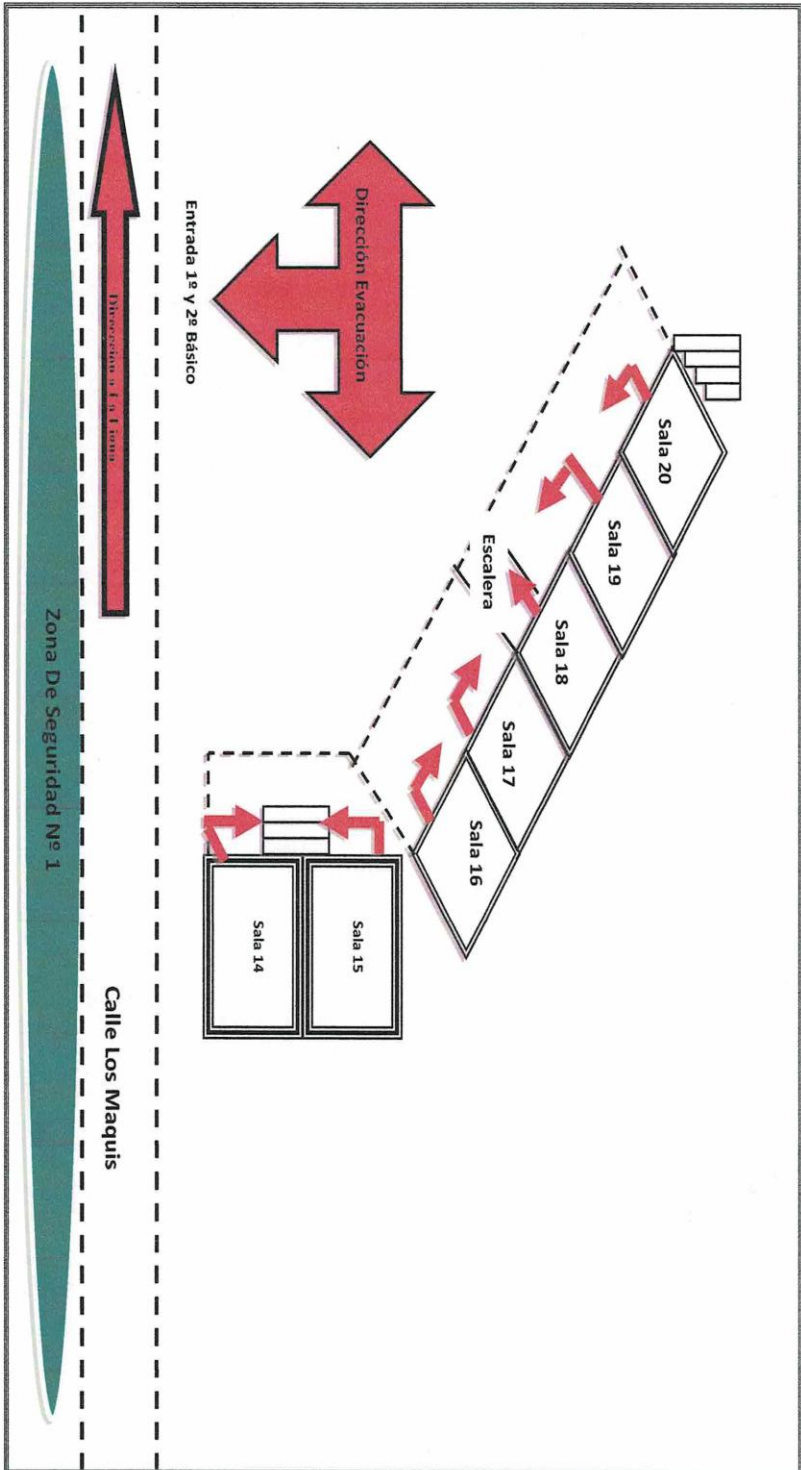 Sala 20
Sala 19
Sala 18
Sala 17
Sala 16
Escalera
Dirección Evacuación
Sala 15
Sala 14
Entrada 1º y 2º Básico
Calle Los Maquis
Dirección a
Zona De Seguridad Nº 1